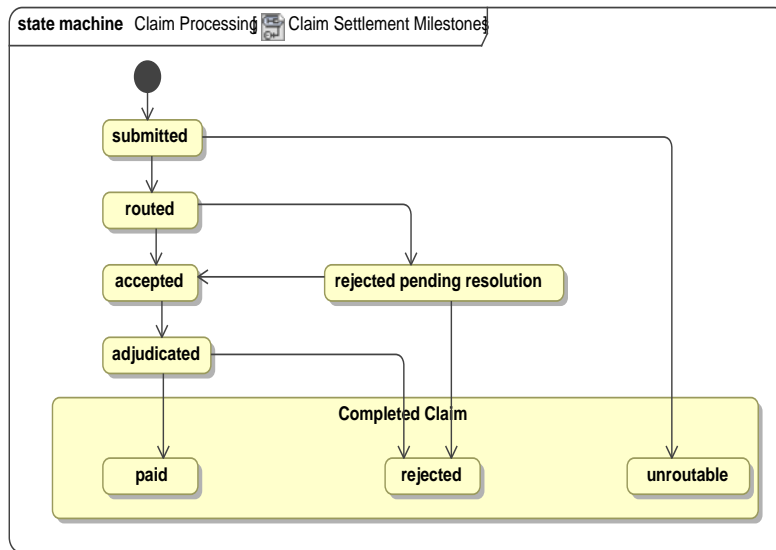 state machine Claim Processing[ Claim Settlement Milestones]
submitted
routed
accepted
rejected pending resolution
adjudicated
Completed Claim
paid
rejected
unroutable